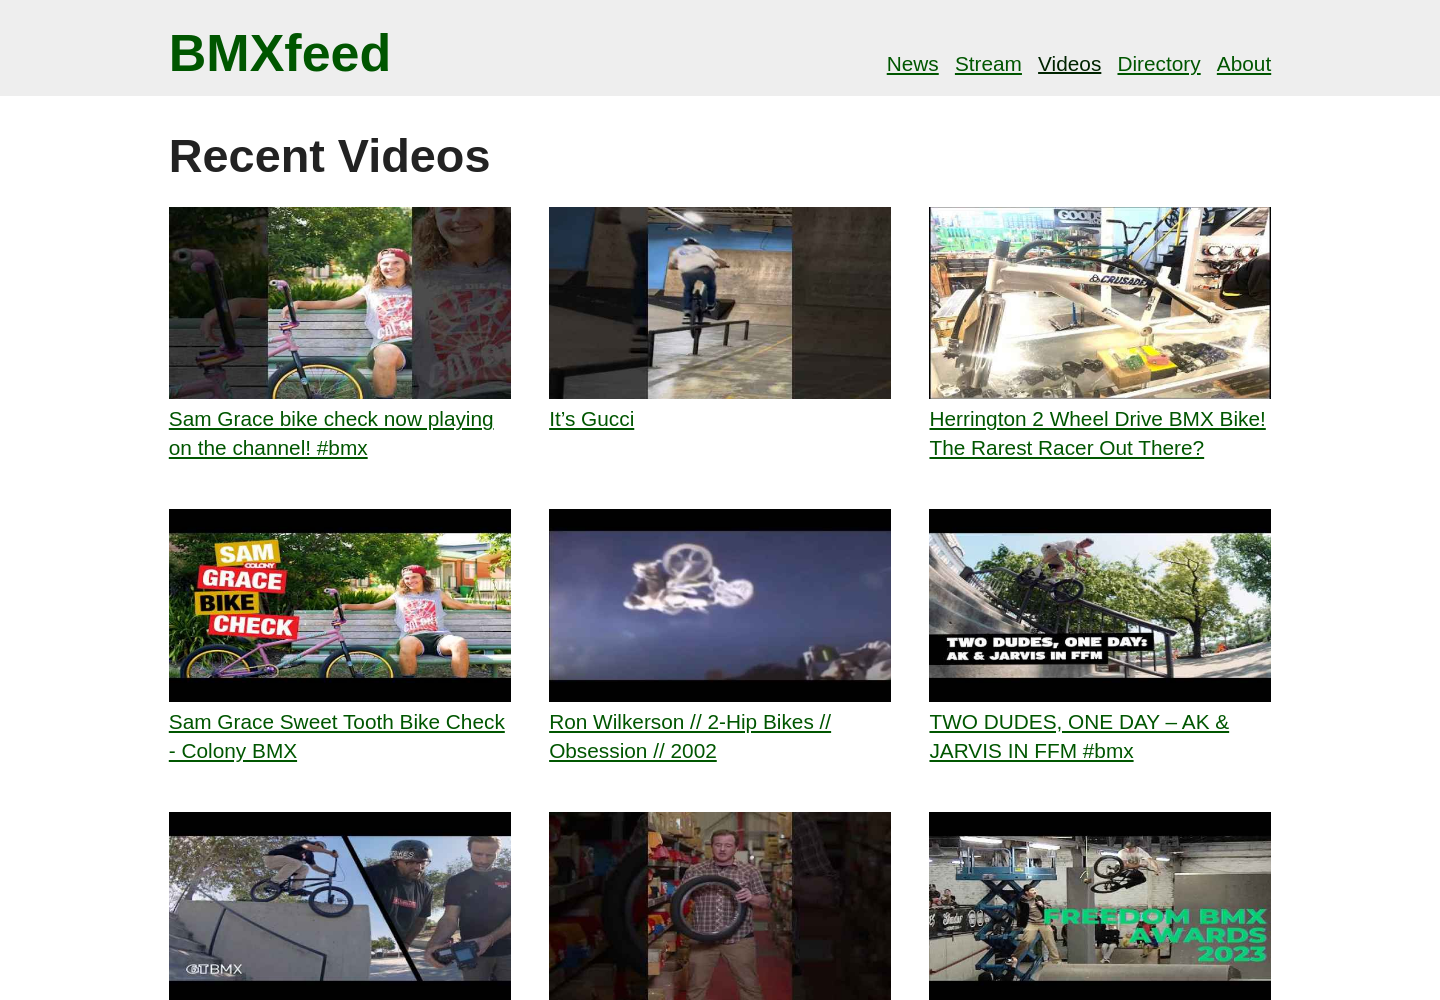 BMXfeed
News Stream Videos Directory About
Recent Videos
GOODS
CRUSADER
Sam Grace bike check now playing
on the channel! #bmx
It’s Gucci
Herrington 2 Wheel Drive BMX Bike!
The Rarest Racer Out There?
SAM
COLONY
GRACE
BIKE
CHECK
TWO DUDES, ONE DAY:
AK & JARVIS IN FFM
Sam Grace Sweet Tooth Bike Check
- Colony BMX
Ron Wilkerson // 2-Hip Bikes //
Obsession // 2002
TWO DUDES, ONE DAY – AK &
JARVIS IN FFM #bmx
FREEDOM BMX
AWARDS
2023